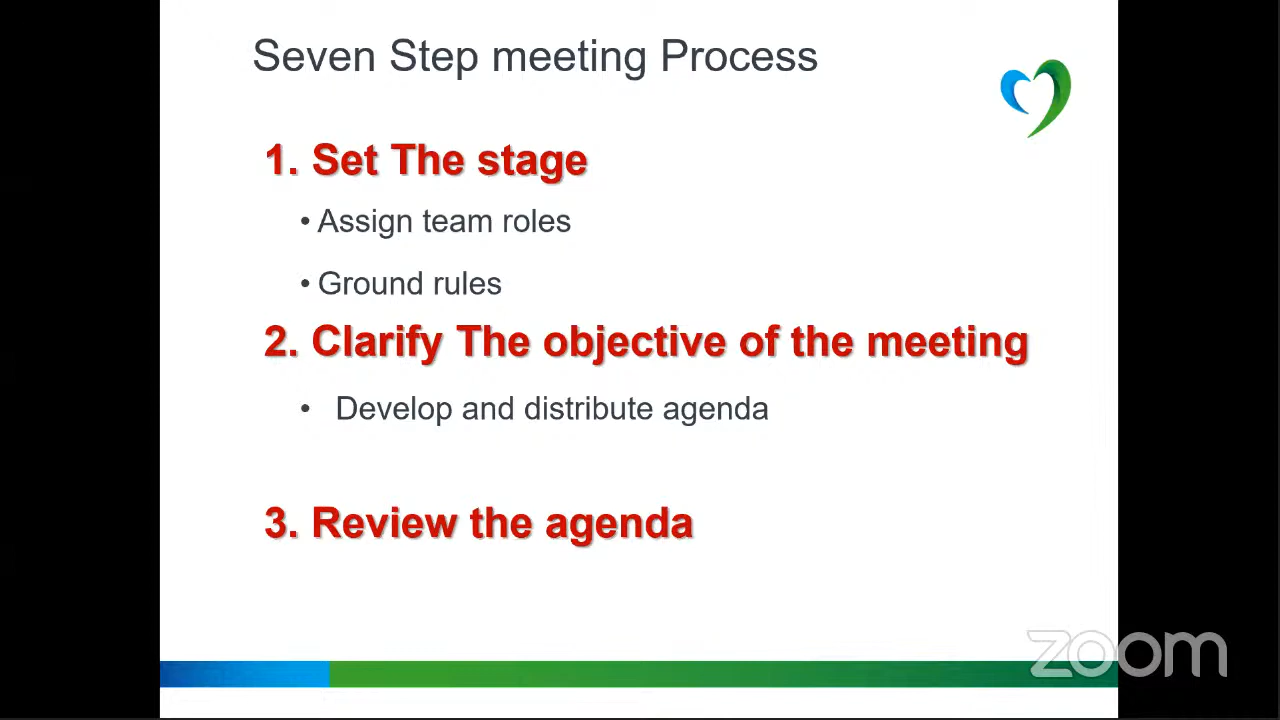 Seven Step meeting Process
1. Set The stage
• Assign team roles
• Ground rules
2. Clarify The objective of the meeting
• Develop and distribute agenda
3. Review the agenda
zoom